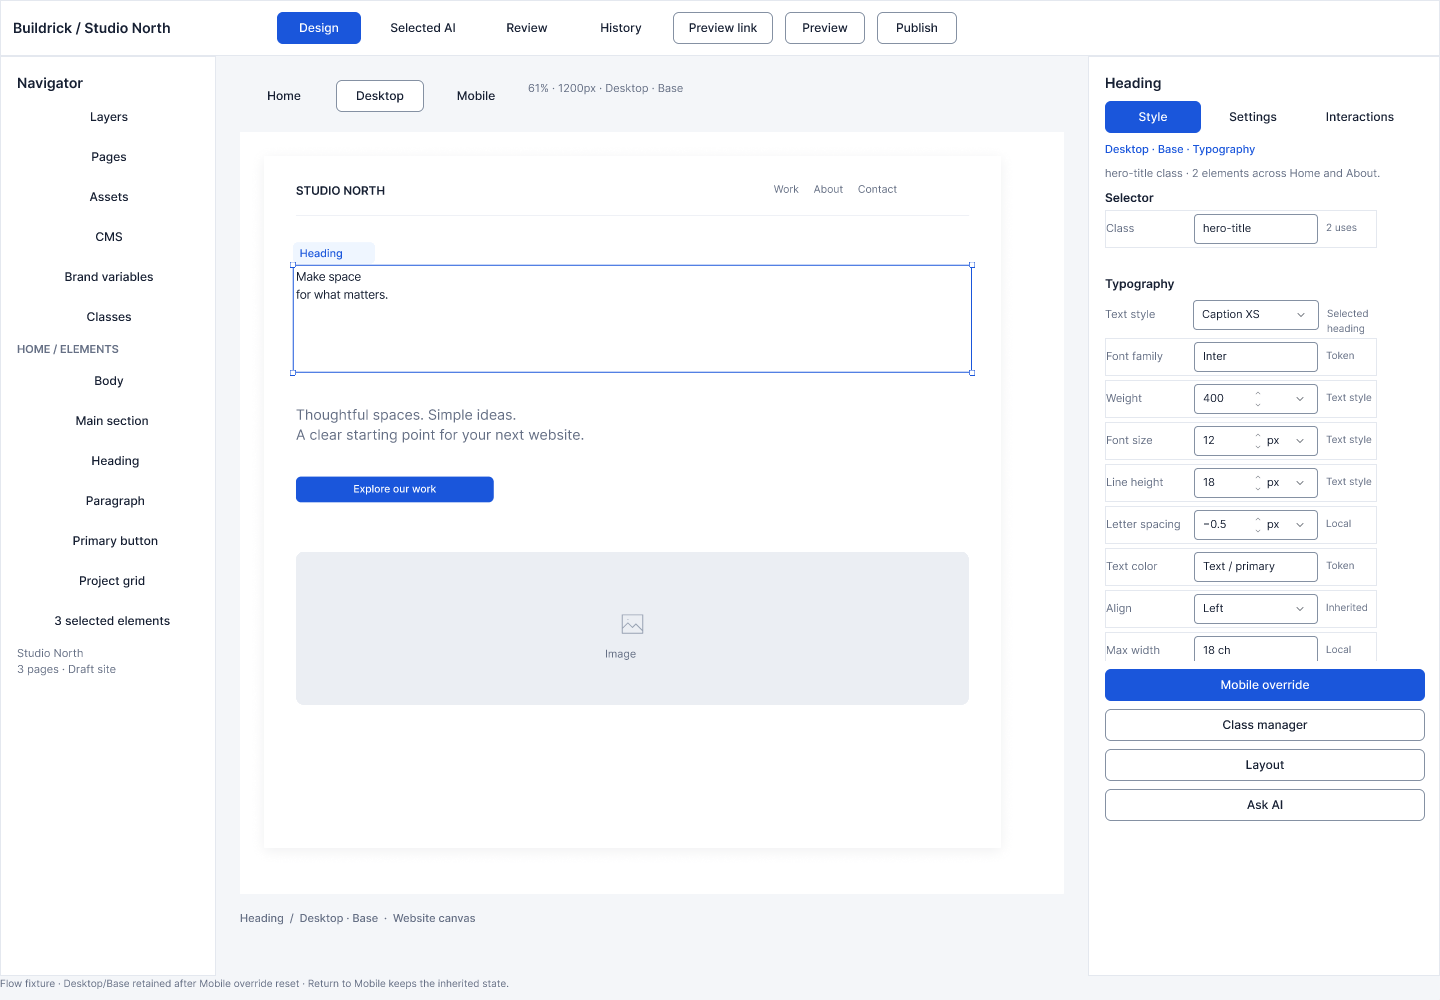 Buildrick / Studio North
Design
Selected AI
Review
History
Preview link
Preview
Publish
Navigator
Layers
Pages
Assets
CMS
Brand variables
Classes
HOME / ELEMENTS
Body
Main section
Heading
Paragraph
Primary button
Project grid
3 selected elements
Studio North
3 pages · Draft site
Home
Desktop
Mobile
61% · 1200px · Desktop · Base
STUDIO NORTH
Work
About
Contact
Heading
Make space
for what matters.
Thoughtful spaces. Simple ideas.
A clear starting point for your next website.
Explore our work
Image
Heading / Desktop · Base · Website canvas
Heading
Style
Settings
Interactions
Desktop · Base · Typography
hero-title class · 2 elements across Home and About.
Selector
Class
hero-title
2 uses
Typography
Text style
Caption XS
Selected
heading
Font family
Inter
Token
Weight
400
Text style
Font size
12
px
Text style
Line height
18
px
Text style
Letter spacing
−0.5
px
Local
Text color
Text / primary
Token
Align
Left
Inherited
Max width
18 ch
Local
Mobile override
Class manager
Layout
Ask AI
Flow fixture · Desktop/Base retained after Mobile override reset · Return to Mobile keeps the inherited state.